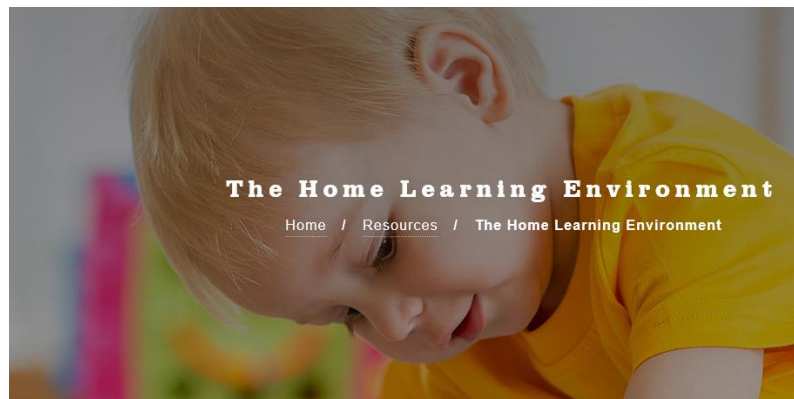 The Home Learning Environment
Home / Resources / The Home Learning Environment